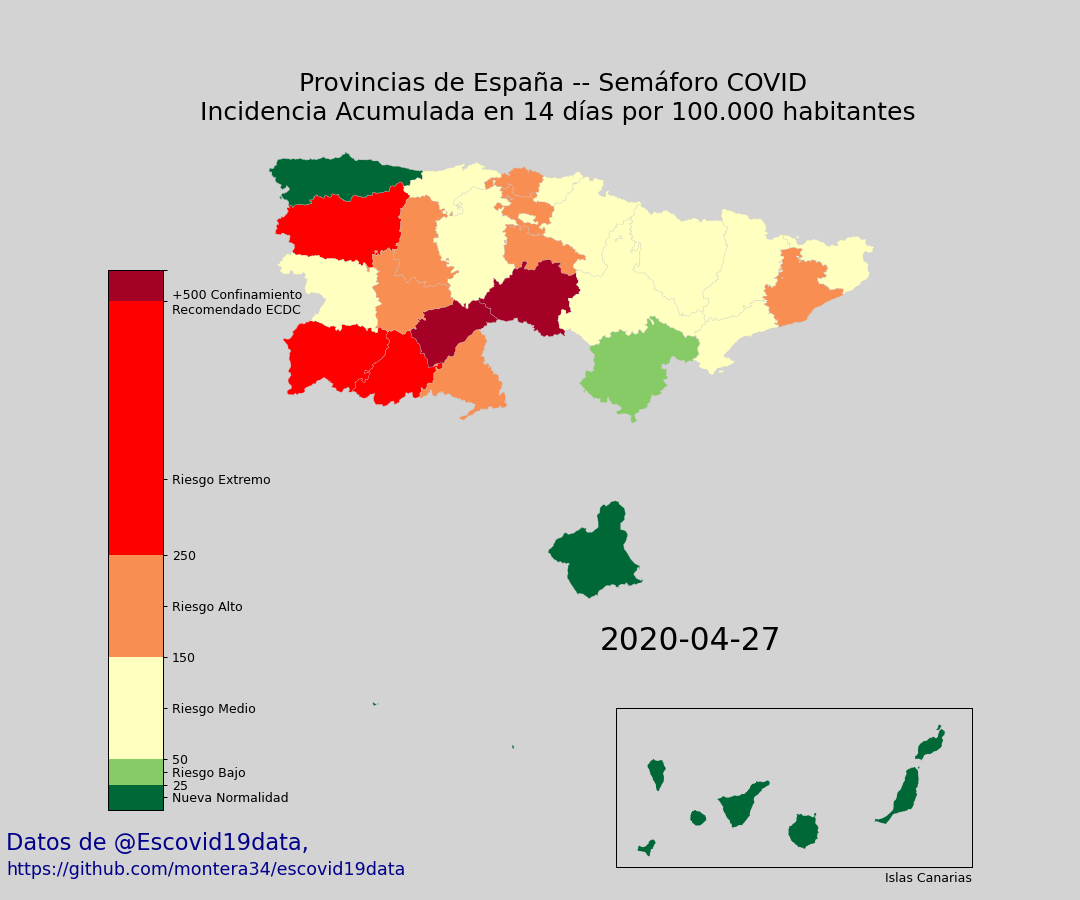 Provincias de España -- Semáforo COVID
Incidencia Acumulada en 14 días por 100.000 habitantes
+500 Confinamiento
Recomendado ECDC
Riesgo Extremo
250
Riesgo Alto
150
Riesgo Medio
50
Riesgo Bajo
25
Nueva Normalidad
2020-04-27
Islas Canarias
Datos de @Escovid19data,
https://github.com/montera34/escovid19data